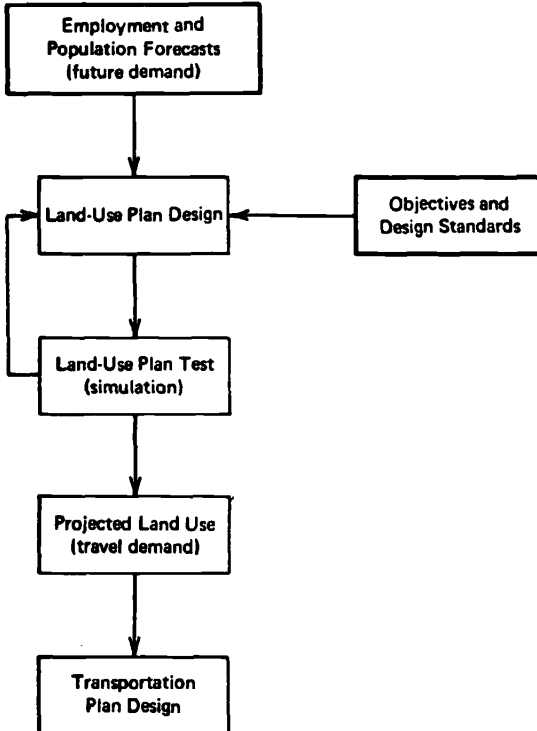 Employment and
Population Forecasts
(future demand)
Land-Use Plan Design
Objectives and
Design Standards
Land-Use Plan Test
(simulation)
Projected Land Use
(travel demand)
Transportation
Plan Design